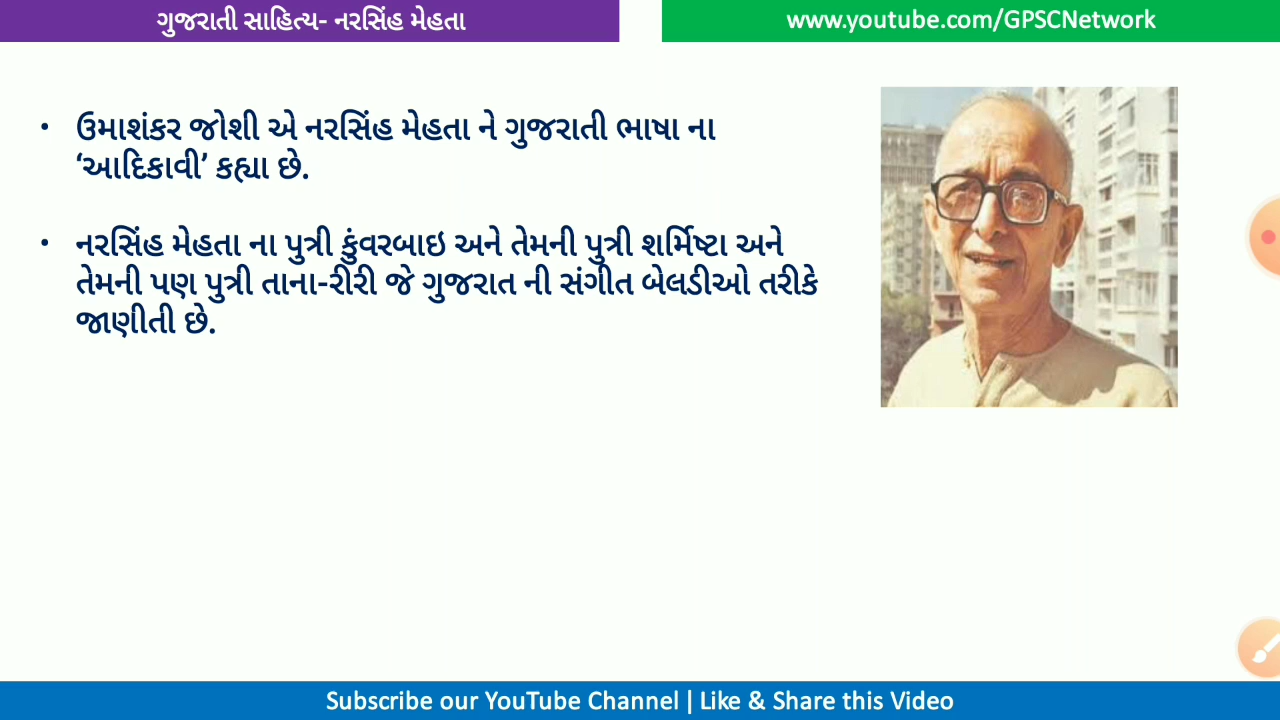 ગુજરાતી સાહિત્ય- નરસિંહ મેહતા
www.youtube.com/GPSCNetwork
• ઉમાશંકર જોશી એ નરસિંહ મેહતા ને ગુજરાતી ભાષા ના
‘આદિકાવી’ કહ્યા છે.
• નરસિંહ મેહતા ના પુત્રી કુંવરબાઇ અને તેમની પુત્રી શર્મિષ્ટા અને
તેમની પણ પુત્રી તાના-રીરી જે ગુજરાત ની સંગીત બેલડીઓ તરીકે
જાણીતી છે.
Subscribe our YouTube Channel | Like & Share this Video